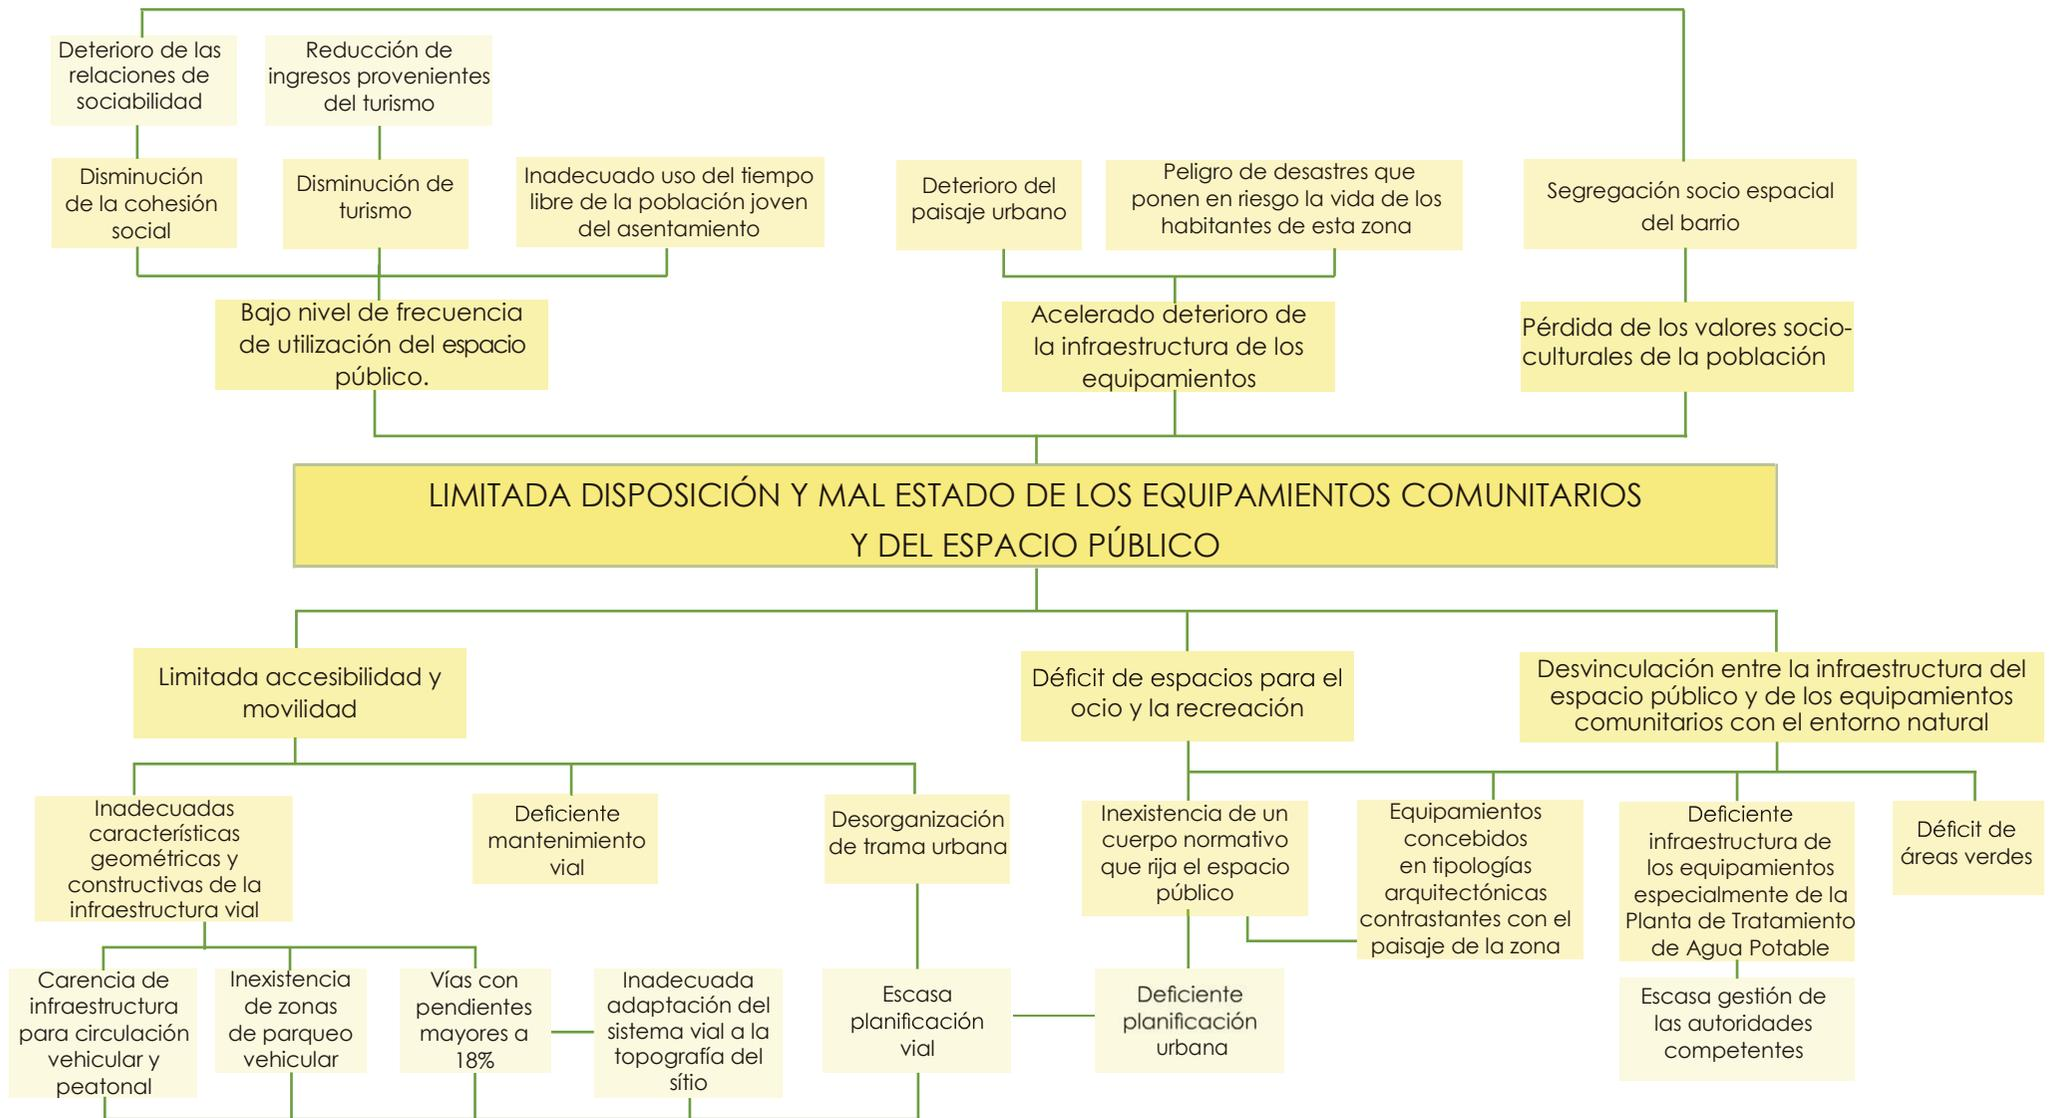 Deterioro de las
relaciones de
sociabilidad
Reducción de
ingresos provenientes
del turismo
Disminución
de la cohesión
social
Disminución de
turismo
Inadecuado uso del tiempo
libre de la población joven
del asentamiento
Deterioro del
paisaje urbano
Peligro de desastres que
ponen en riesgo la vida de los
habitantes de esta zona
Segregación socio espacial
del barrio
Bajo nivel de frecuencia
de utilización del espacio
público.
Acelerado deterioro de
la infraestructura de los
equipamientos
Pérdida de los valores socio-
culturales de la población
LIMITADA DISPOSICIÓN Y MAL ESTADO DE LOS EQUIPAMIENTOS COMUNITARIOS
Y DEL ESPACIO PÚBLICO
Limitada accesibilidad y
movilidad
Déficit de espacios para el
ocio y la recreación
Desvinculación entre la infraestructura del
espacio público y de los equipamientos
comunitarios con el entorno natural
Inadecuadas
características
geométricas y
constructivas de la
infraestructura vial
Deficiente
mantenimiento
vial
Desorganización
de trama urbana
Inexistencia de un
cuerpo normativo
que rija el espacio
público
Equipamientos
concebidos
en tipologías
arquitectónicas
contrastantes con el
paisaje de la zona
Deficiente
infraestructura de
los equipamientos
especialmente de la
Planta de Tratamiento
de Agua Potable
Déficit de
áreas verdes
Carencia de
infraestructura
para circulación
vehicular y
peatonal
Inexistencia
de zonas
de parqueo
vehicular
Vías con
pendientes
mayores a
18%
Inadecuada
adaptación del
sistema vial a la
topografía del
sítio
Escasa
planificación
vial
Deficiente
planificación
urbana
Escasa gestión de
las autoridades
competentes